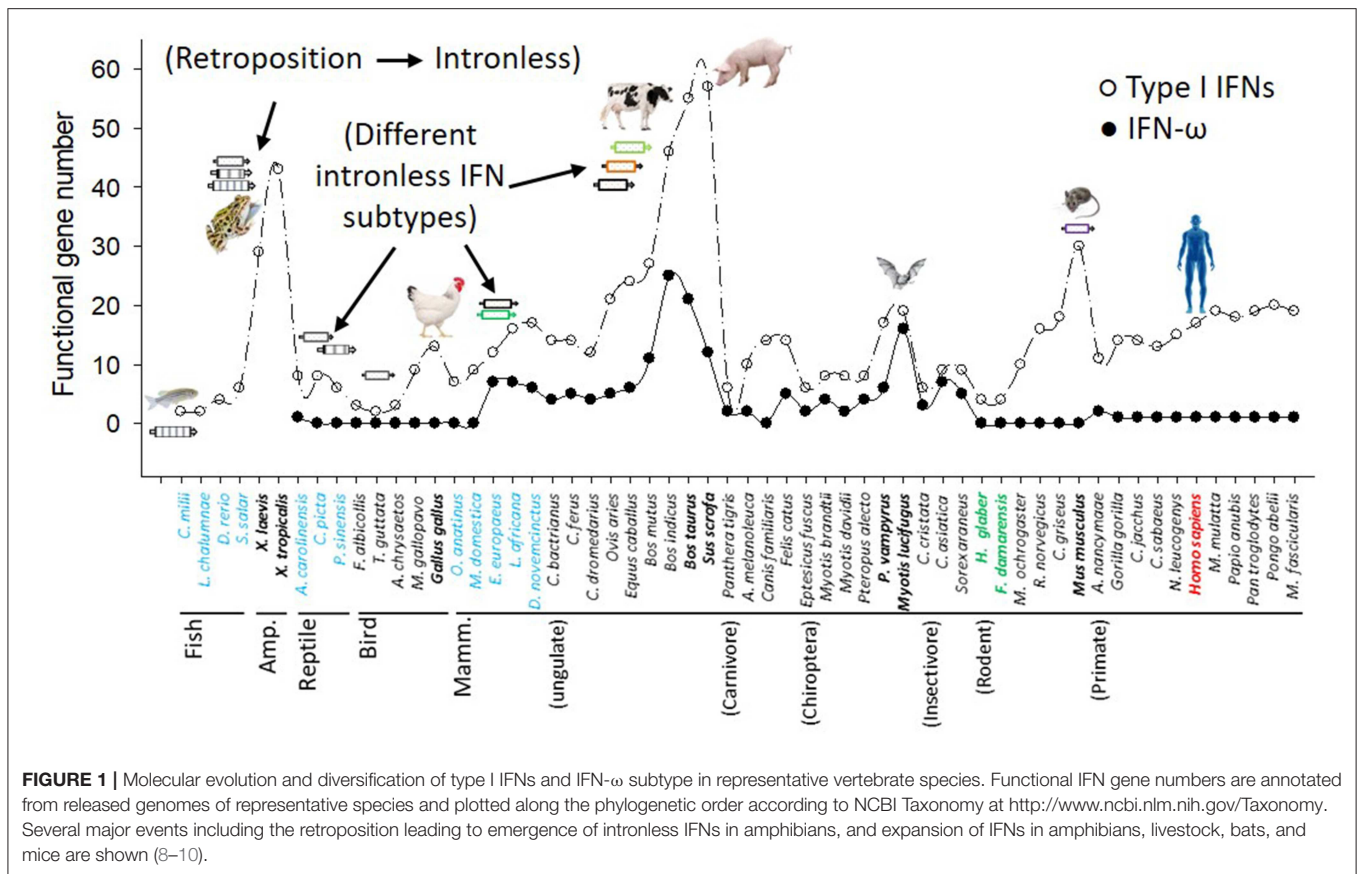 (Retroposition → Intronless)
(Different
intronless IFN
subtypes)
○ Type I IFNs
● IFN-ω
Functional gene number
60
50
40
30
20
10
0
C. milii
L. chalumnae
D. rerio
S. salar
X. laevis
X. tropicalis
A. carolinensis
C. picta
P. sinensis
F. albicollis
T. guttata
A. chrysaetos
M. gallopavo
Gallus gallus
O. anatinus
M. domestica
E. europaeus
L. africana
D. novemcinctus
C. bactrianus
C. ferus
C. dromedarius
Ovis aries
Equus caballus
Bos mutus
Bos indicus
Bos taurus
Sus scrofa
Panthera tigris
A. melanoleuca
Canis familiaris
Felis catus
Eptesicus fuscus
Myotis brandtii
Myotis davidii
Pteropus alecto
P. vampyrus
Myotis lucifugus
C. cristata
C. asiatica
Sorex araneus
H. glaber
F. damarensis
M. ochrogaster
R. norvegicus
C. griseus
Mus musculus
A. nancymaae
Gorilla gorilla
C. jacchus
C. sabaeus
N. leucogenys
Homo sapiens
M. mulatta
Papio anubis
Pan troglodytes
Pongo abelii
M. fascicularis
Fish
Amp.
Reptile
Bird
Mamm.
(ungulate)
(Carnivore)
(Chiroptera)
(Insectivore)
(Rodent)
(Primate)
FIGURE 1 | Molecular evolution and diversification of type I IFNs and IFN-ω subtype in representative vertebrate species. Functional IFN gene numbers are annotated
from released genomes of representative species and plotted along the phylogenetic order according to NCBI Taxonomy at http://www.ncbi.nlm.nih.gov/Taxonomy.
Several major events including the retroposition leading to emergence of intronless IFNs in amphibians, and expansion of IFNs in amphibians, livestock, bats, and
mice are shown (8–10).